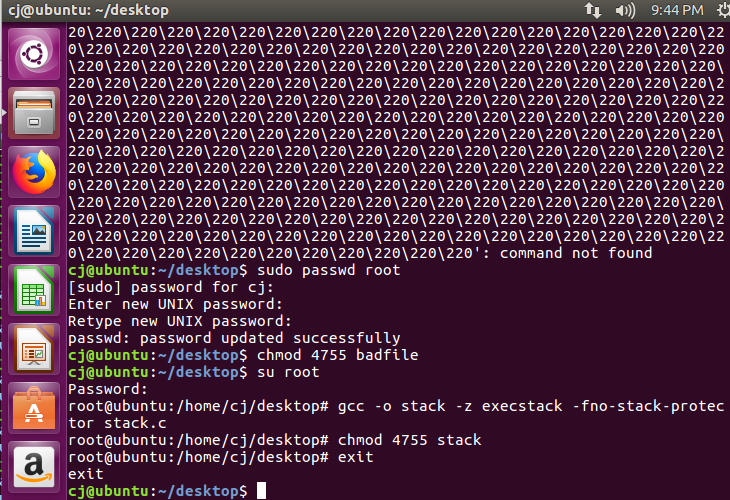 20\220\220\220\220\220\220\220\220\220\220\220\220\220\220\220\220\220\22
0\220\220\220\220\220\220\220\220\220\220\220\220\220\220\220\220\220\220
\220\220\220\220\220\220\220\220\220\220\220\220\220\220\220\220\220\220\
220\220\220\220\220\220\220\220\220\220\220\220\220\220\220\220\220\220\2
20\220\220\220\220\220\220\220\220\220\220\220\220\220\220\220\220\220\22
0\220\220\220\220\220\220\220\220\220\220\220\220\220\220\220\220\220\220
\220\220\220\220\220\220\220\220\220\220\220\220\220\220\220\220\220\220\
220\220\220\220\220\220\220\220\220\220\220\220\220\220\220\220\220\220\2
20\220\220\220\220\220\220\220\220\220\220\220\220\220\220\220\220\220\22
0\220\220\220\220\220\220\220\220\220\220\220\220\220\220\220\220\220\220
\220\220\220\220\220\220\220\220\220\220\220\220\220\220\220\220\220\220\
220\220\220\220\220\220\220\220\220\220\220\220\220\220\220\220\220\220\2
20\220\220\220\220\220\220\220\220\220\220\220\220\220\220\220\220\220\22
0\220\220\220\220\220\220\220\220\220\220\220': command not found
cj@ubuntu:~/desktop$ sudo passwd root
[sudo] password for cj:
Enter new UNIX password:
Retype new UNIX password:
passwd: password updated successfully
cj@ubuntu:~/desktop$ chmod 4755 badfile
cj@ubuntu:~/desktop$ su root
Password:
root@ubuntu:/home/cj/desktop# gcc -o stack -z execstack -fno-stack-protec
tor stack.c
root@ubuntu:/home/cj/desktop# chmod 4755 stack
root@ubuntu:/home/cj/desktop# exit
exit
cj@ubuntu:~/desktop$
cj@ubuntu: ~/desktop
9:44 PM